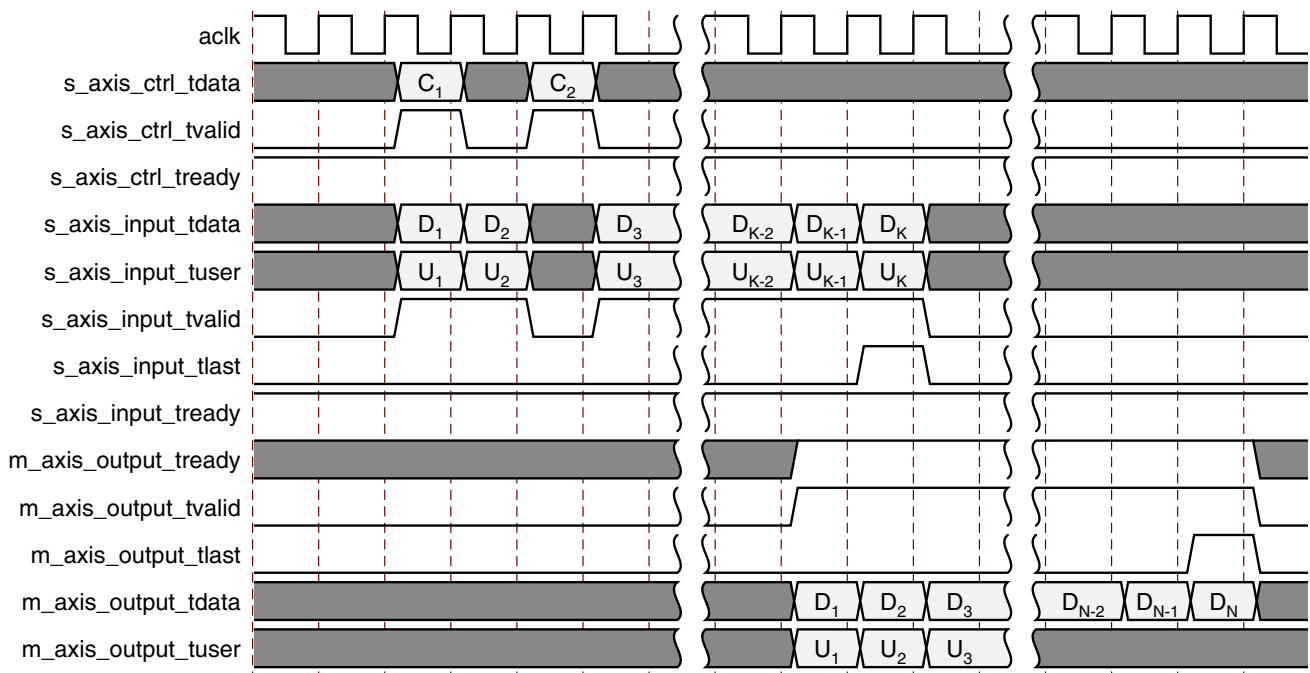 aclk
s_axis_ctrl_tdata C1 C2
s_axis_ctrl_tvalid
s_axis_ctrl_tready
s_axis_input_tdata D1 D2 D3 DK-2 DK-1 DK
s_axis_input_tuser U1 U2 U3 UK-2 UK-1 UK
s_axis_input_tvalid
s_axis_input_tlast
s_axis_input_tready
m_axis_output_tready
m_axis_output_tvalid
m_axis_output_tlast
m_axis_output_tdata D1 D2 D3 DN-2 DN-1 DN
m_axis_output_tuser U1 U2 U3